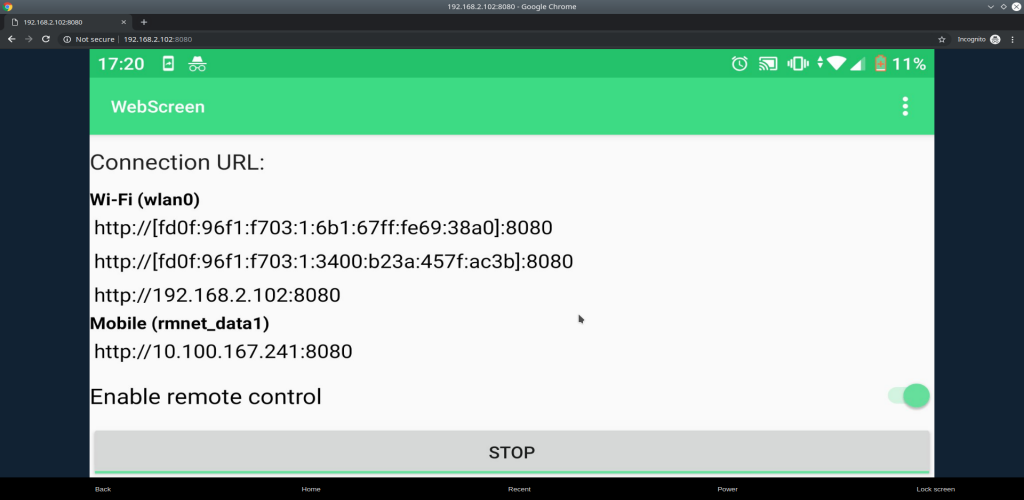 192.168.2.102:8080 - Google Chrome
192.168.2.102:8080
Not secure | 192.168.2.102:8080 Incognito
17:20 11%
WebScreen
Connection URL:
Wi-Fi (wlan0)
http://[fd0f:96f1:f703:1:6b1:67ff:fe69:38a0]:8080
http://[fd0f:96f1:f703:1:3400:b23a:457f:ac3b]:8080
http://192.168.2.102:8080
Mobile (rmnet_data1)
http://10.100.167.241:8080
Enable remote control
STOP
Back Home Recent Power Lock screen